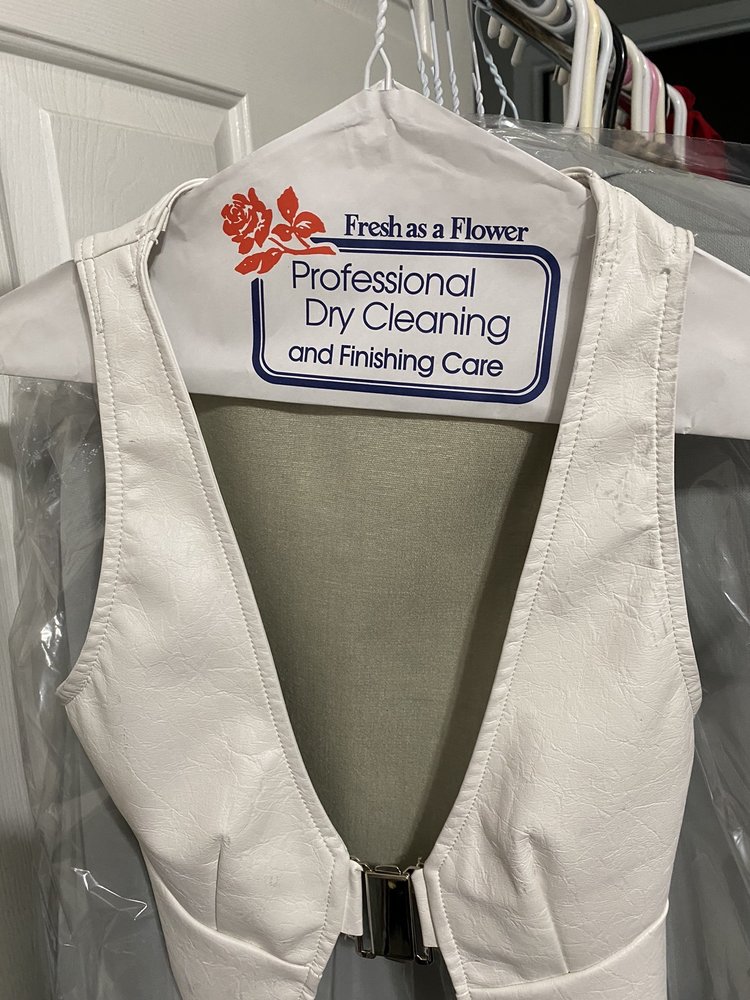 Fresh as a Flower
Professional
Dry Cleaning
and Finishing Care